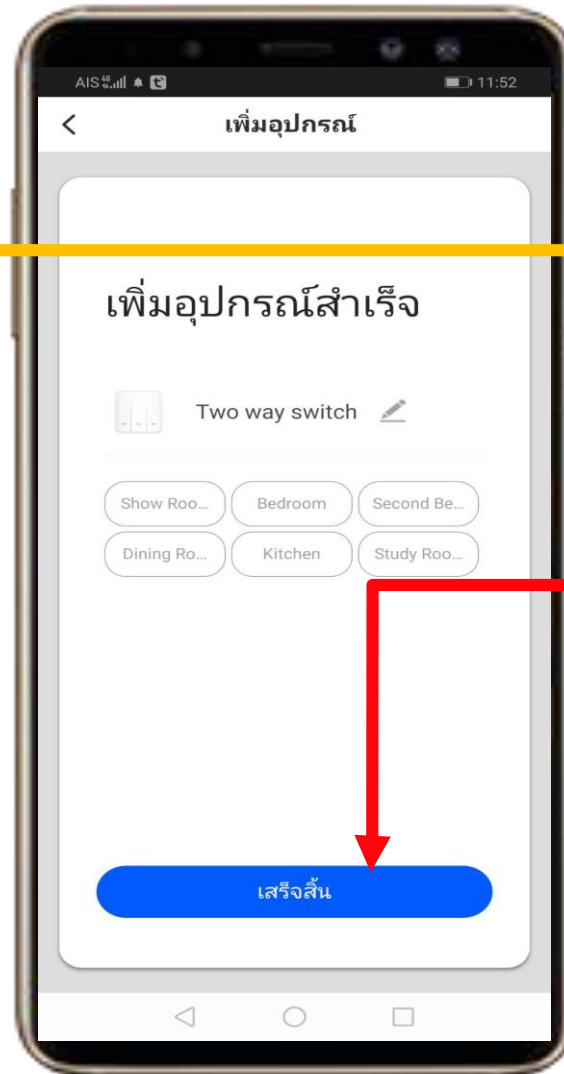 AIS 11:52
เพิ่มอุปกรณ์
เพิ่มอุปกรณ์สำเร็จ
Two way switch
Show Roo... Bedroom Second Be...
Dining Ro... Kitchen Study Roo...
เสร็จสิ้น